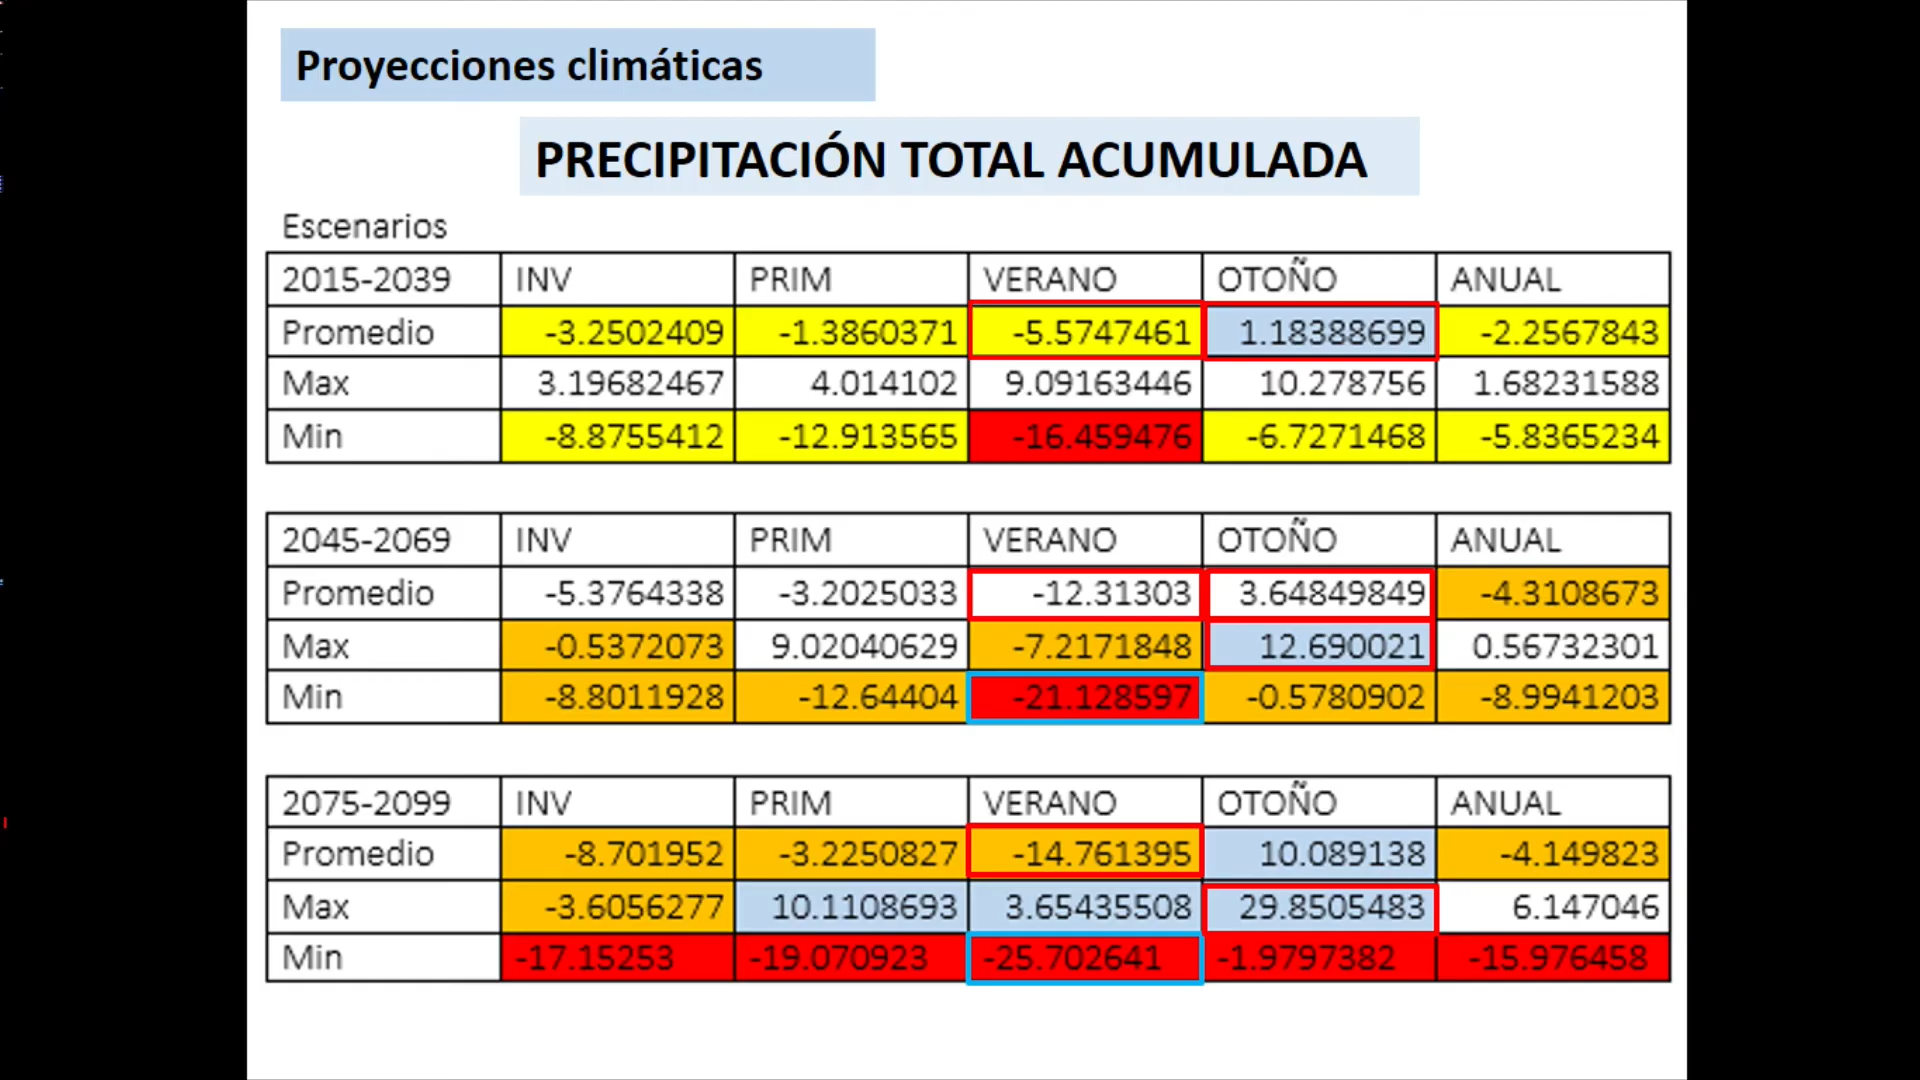 Proyecciones climáticas
PRECIPITACIÓN TOTAL ACUMULADA
Escenarios
2015-2039 INV PRIM VERANO OTOÑO ANUAL
Promedio -3.2502409 -1.3860371 -5.5747461 1.18388699 -2.2567843
Max 3.19682467 4.014102 9.09163446 10.278756 1.68231588
Min -8.8755412 -12.913565 -16.459476 -6.7271468 -5.8365234
2045-2069 INV PRIM VERANO OTOÑO ANUAL
Promedio -5.3764338 -3.2025033 -12.31303 3.64849849 -4.3108673
Max -0.5372073 9.02040629 -7.2171848 12.690021 0.56732301
Min -8.8011928 -12.64404 -21.128597 -0.5780902 -8.9941203
2075-2099 INV PRIM VERANO OTOÑO ANUAL
Promedio -8.701952 -3.2250827 -14.761395 10.089138 -4.149823
Max -3.6056277 10.1108693 3.65435508 29.8505483 6.147046
Min -17.15253 -19.070923 -25.702641 -1.9797382 -15.976458